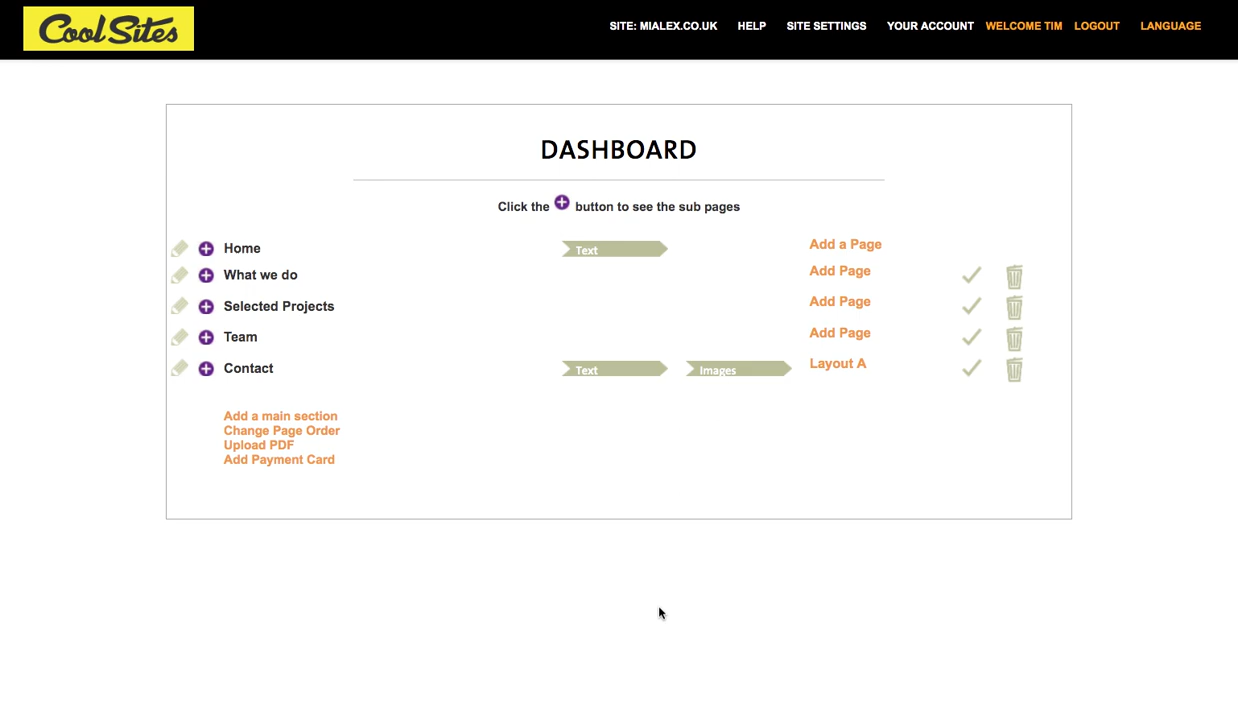 CoolSites
SITE: MIALEX.CO.UK HELP SITE SETTINGS YOUR ACCOUNT WELCOME TIM LOGOUT LANGUAGE
DASHBOARD
Click the button to see the sub pages
Home Text Add a Page
What we do Add Page
Selected Projects Add Page
Team Add Page
Contact Text Images Layout A
Add a main section
Change Page Order
Upload PDF
Add Payment Card